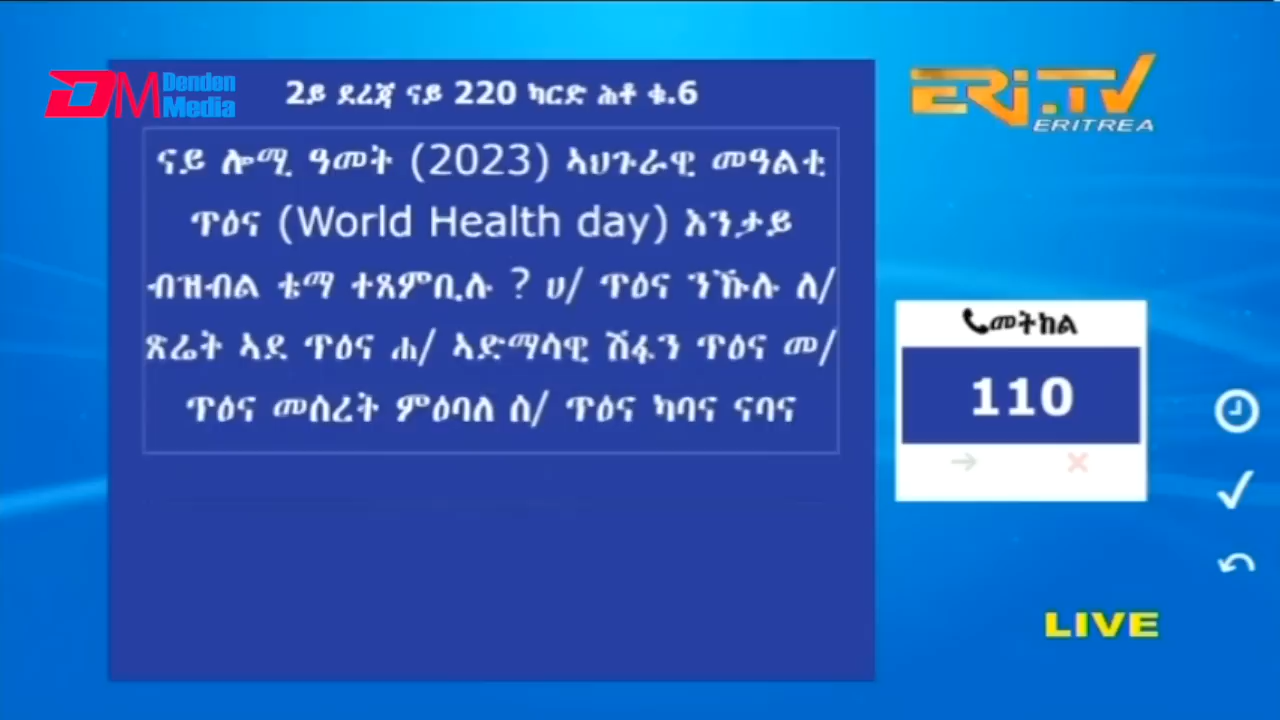 DM Dendon Media
2ይ ደረጃ ናይ 220 ካርድ ሕቶ ቁ.6
ERi.TV
ERITREA
ናይ ሎሚ ዓመት (2023) ኣህጉራዊ መዓልቲ
ጥዕና (World Health day) እንታይ
ብዝብል ቴማ ተጸምቢሉ ? ሀ/ ጥዕና ንኹሉ ለ/
ጽሬት ኣደ ጥዕና ሐ/ ኣድማሳዊ ሽፋን ጥዕና መ/
ጥዕና መሰረት ምዕባለ ሰ/ ጥዕና ካባና ናባና
መትከል
110
LIVE